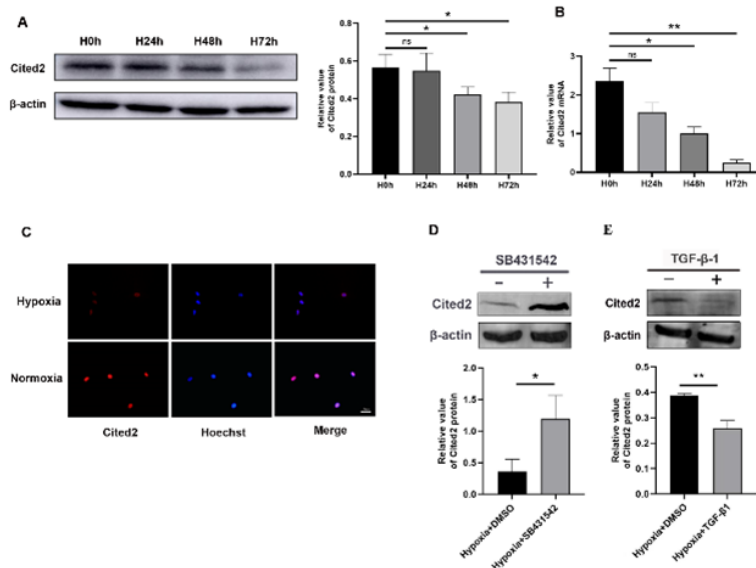 A
H0h H24h H48h H72h
Cited2
β-actin
Relative value
of Cited2 protein
0.8
0.6
0.4
0.2
0.0
ns
*
*
H0h H24h H48h H72h
B
Relative value
of Cited2 mRNA
3
2
1
0
ns
*
**
H0h H24h H48h H72h
C
Hypoxia
Normoxia
Cited2 Hoechst Merge
D
SB431542
− +
Cited2
β-actin
Relative value
of Cited2 protein
2.0
1.5
1.0
0.5
0.0
*
Hypoxia+DMSO
Hypoxia+SB431542
E
TGF-β-1
− +
Cited2
β-actin
Relative value
of Cited2 protein
0.5
0.4
0.3
0.2
0.1
0.0
**
Hypoxia+DMSO
Hypoxia+TGF-β1